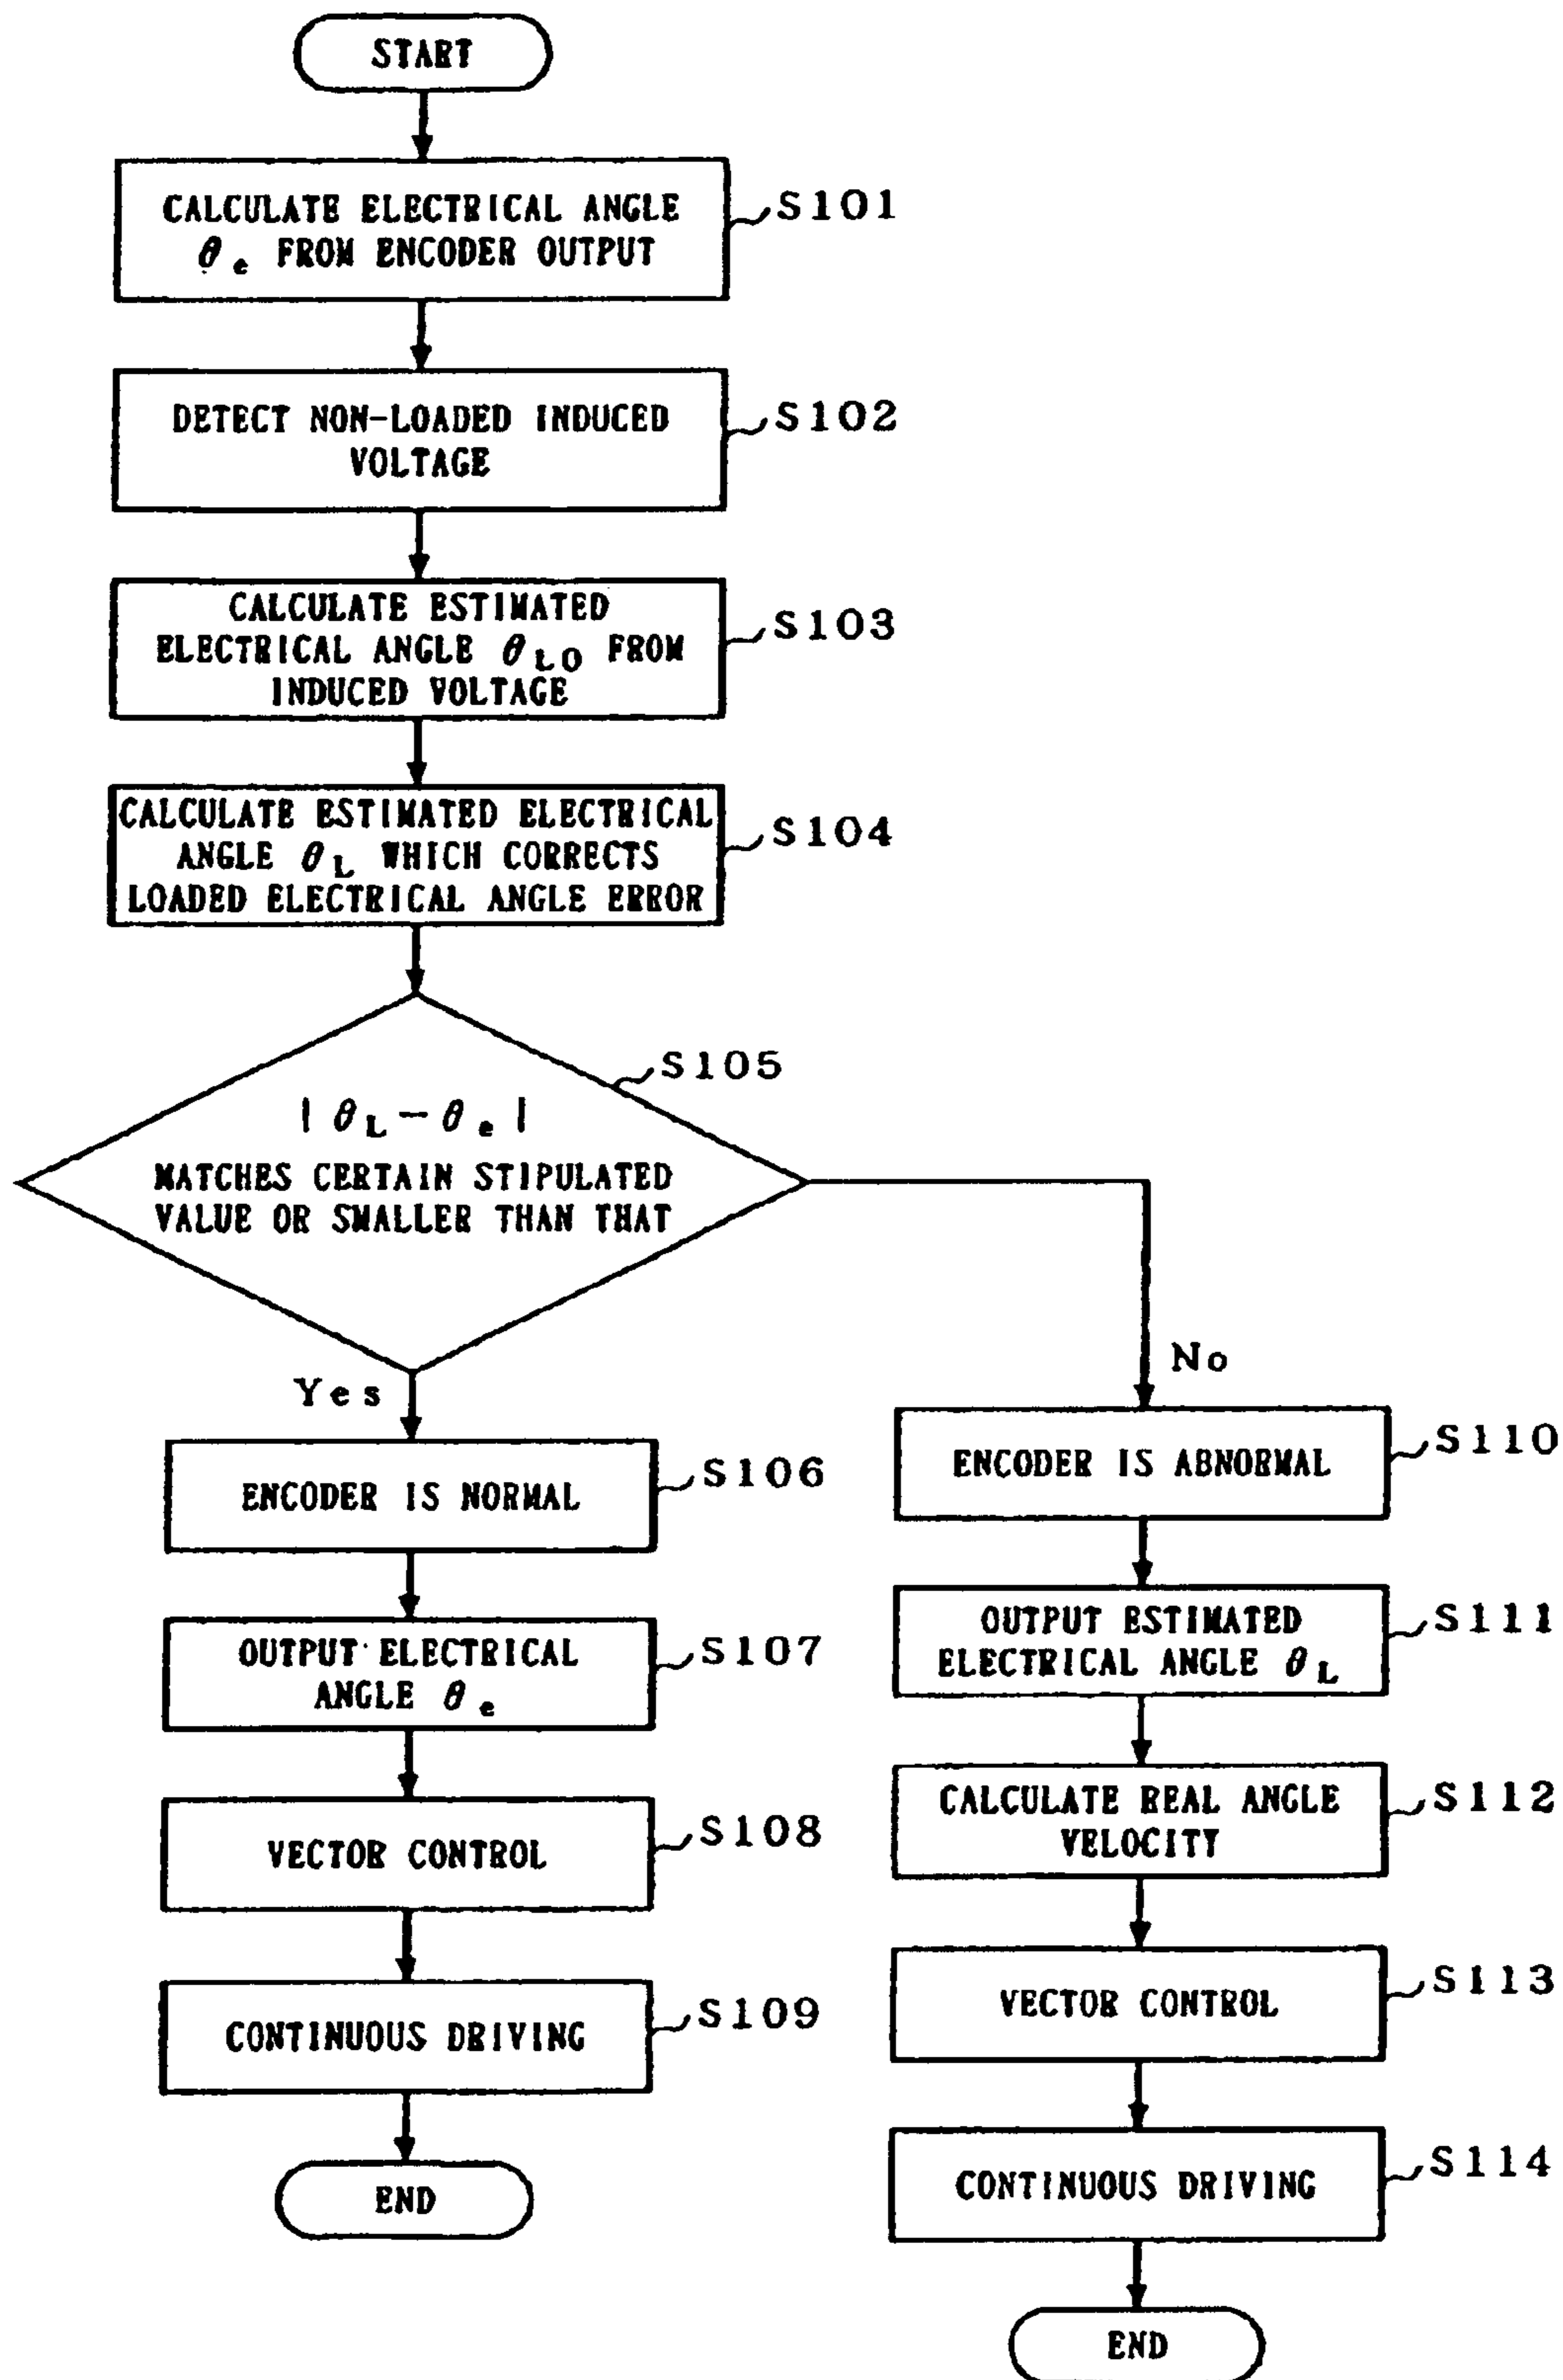 START
CALCULATE ELECTRICAL ANGLE
θe FROM ENCODER OUTPUT
S101
DETECT NON-LOADED INDUCED
VOLTAGE
S102
CALCULATE ESTIMATED
ELECTRICAL ANGLE θL0 FROM
INDUCED VOLTAGE
S103
CALCULATE ESTIMATED ELECTRICAL
ANGLE θL WHICH CORRECTS
LOADED ELECTRICAL ANGLE ERROR
S104
S105
|θL-θe|
MATCHES CERTAIN STIPULATED
VALUE OR SMALLER THAN THAT
Yes
No
ENCODER IS NORMAL
S106
OUTPUT ELECTRICAL
ANGLE θe
S107
VECTOR CONTROL
S108
CONTINUOUS DRIVING
S109
END
ENCODER IS ABNORMAL
S110
OUTPUT ESTIMATED
ELECTRICAL ANGLE θL
S111
CALCULATE REAL ANGLE
VELOCITY
S112
VECTOR CONTROL
S113
CONTINUOUS DRIVING
S114
END